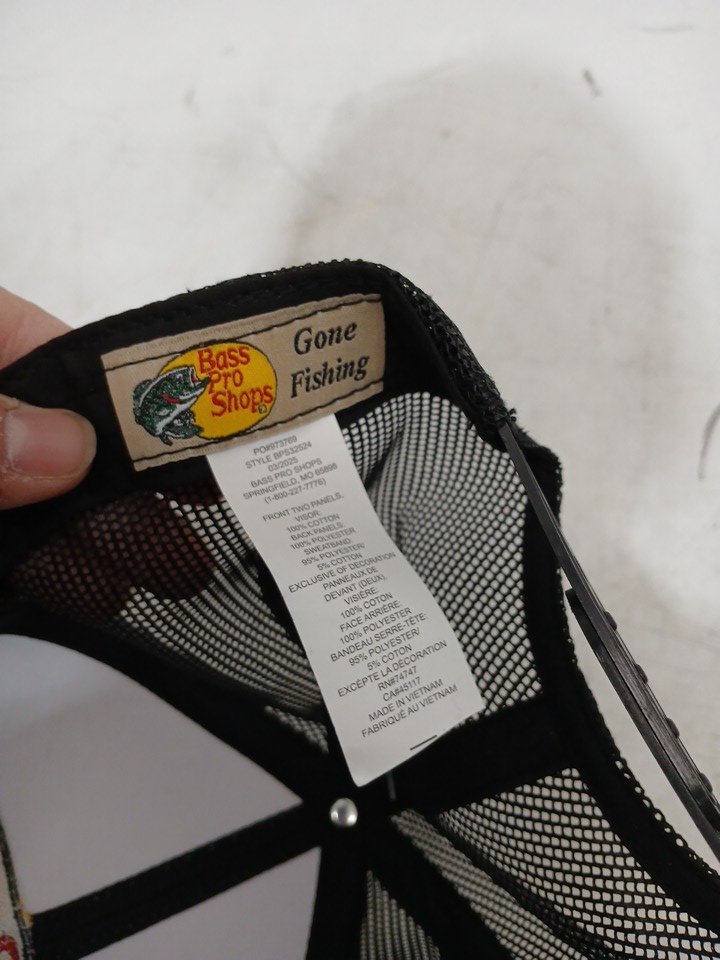 Bass
Pro
Shops
Gone
Fishing
PO#973769
STYLE BPS32524
03/2025
BASS PRO SHOPS
SPRINGFIELD, MO 65898
(1-800-227-7776)
FRONT TWO PANELS,
VISOR:
100% COTTON
BACK PANELS:
100% POLYESTER
SWEATBAND:
95% POLYESTER/
5% COTTON
EXCLUSIVE OF DECORATION
PANNEAUX DE
DEVANT (DEUX),
VISIÈRE:
100% COTON
FACE ARRIÈRE:
100% POLYESTER
BANDEAU SERRE-TÊTE:
95% POLYESTER/
5% COTON
EXCEPTE LA DÉCORATION
RN#74747
CA#45117
MADE IN VIETNAM
FABRIQUÉ AU VIETNAM